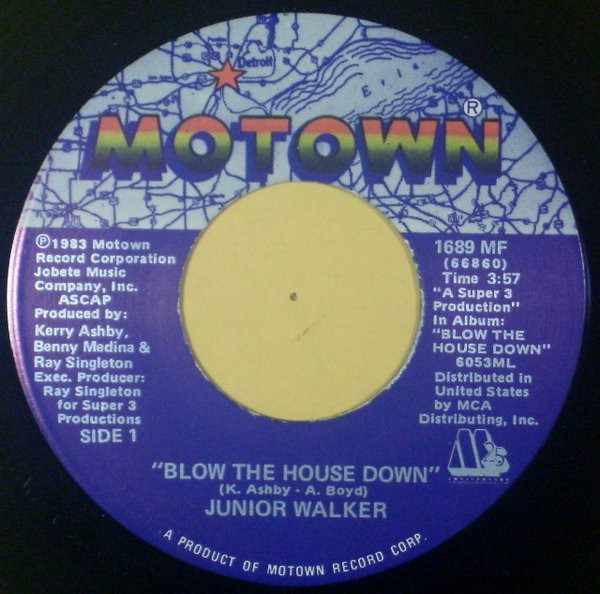 Detroit
Erie
MOTOWN®
℗1983 Motown
Record Corporation
Jobete Music
Company, Inc.
ASCAP
Produced by:
Kerry Ashby,
Benny Medina &
Ray Singleton
Exec. Producer:
Ray Singleton
for Super 3
Productions
SIDE 1
1689 MF
(66860)
Time 3:57
"A Super 3
Production"
In Album:
"BLOW THE
HOUSE DOWN"
6053ML
Distributed in
United States
by MCA
Distributing, Inc.
M25
ANNIVERSARY
"BLOW THE HOUSE DOWN"
(K. Ashby - A. Boyd)
JUNIOR WALKER
A PRODUCT OF MOTOWN RECORD CORP.